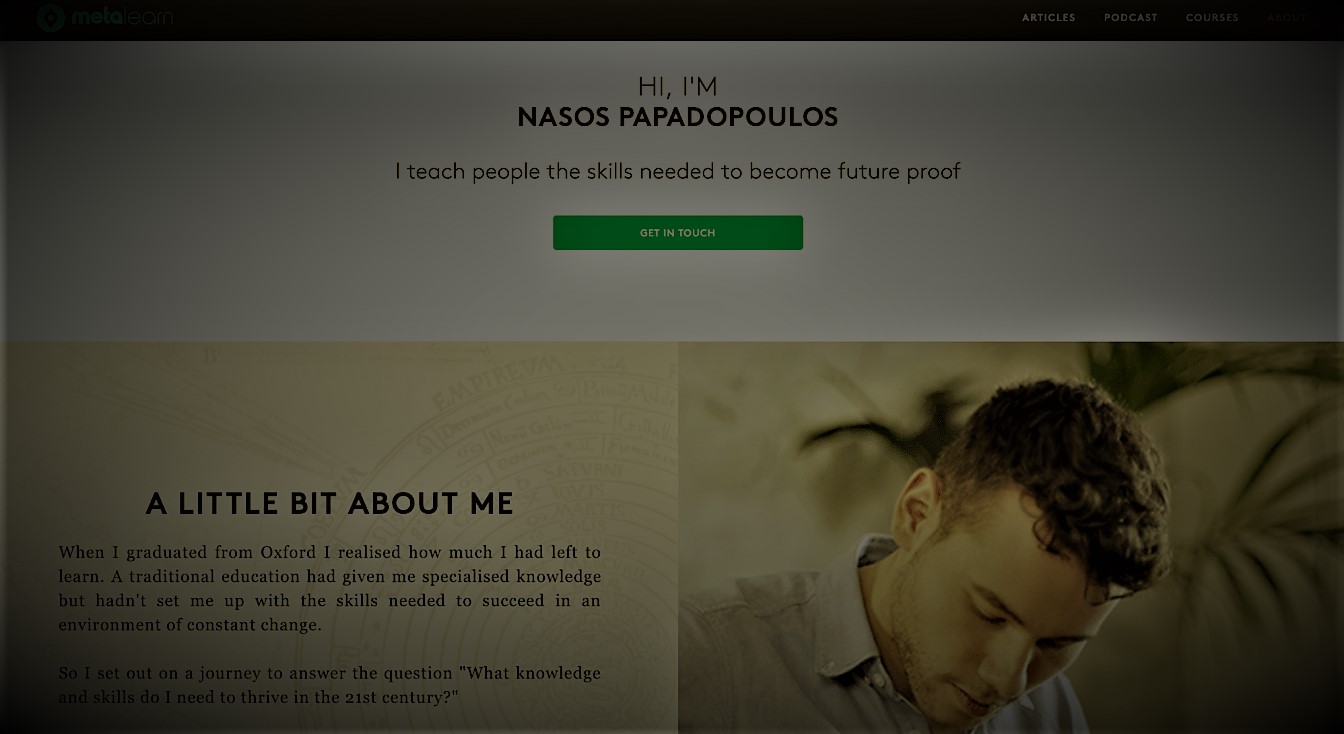 metalearn
ARTICLES PODCAST COURSES ABOUT
HI, I'M
NASOS PAPADOPOULOS
I teach people the skills needed to become future proof
GET IN TOUCH
EMPIREVM
A LITTLE BIT ABOUT ME
When I graduated from Oxford I realised how much I had left to
learn. A traditional education had given me specialised knowledge
but hadn't set me up with the skills needed to succeed in an
environment of constant change.
So I set out on a journey to answer the question "What knowledge
and skills do I need to thrive in the 21st century?"